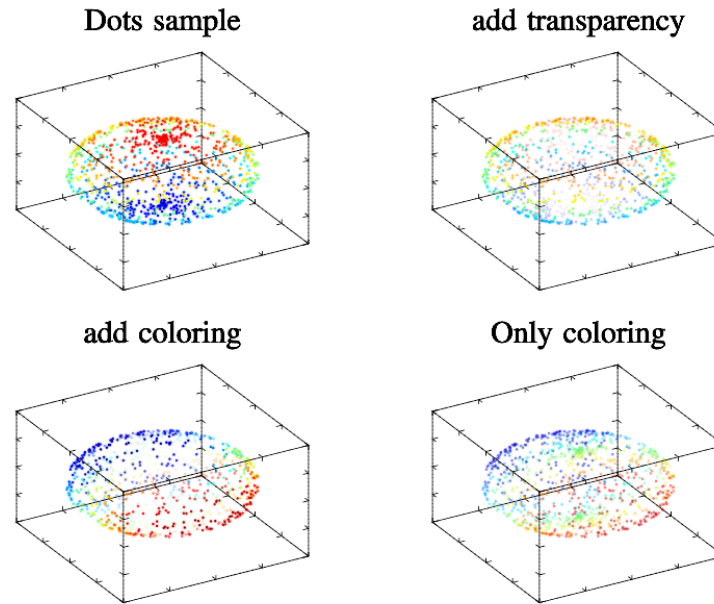 Dots sample
add transparency
add coloring
Only coloring